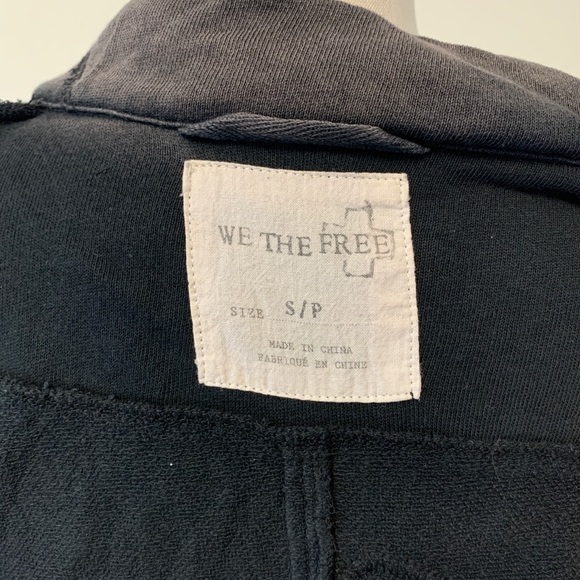 WE THE FREE
SIZE S/P
MADE IN CHINA
FABRIQUÉ EN CHINE